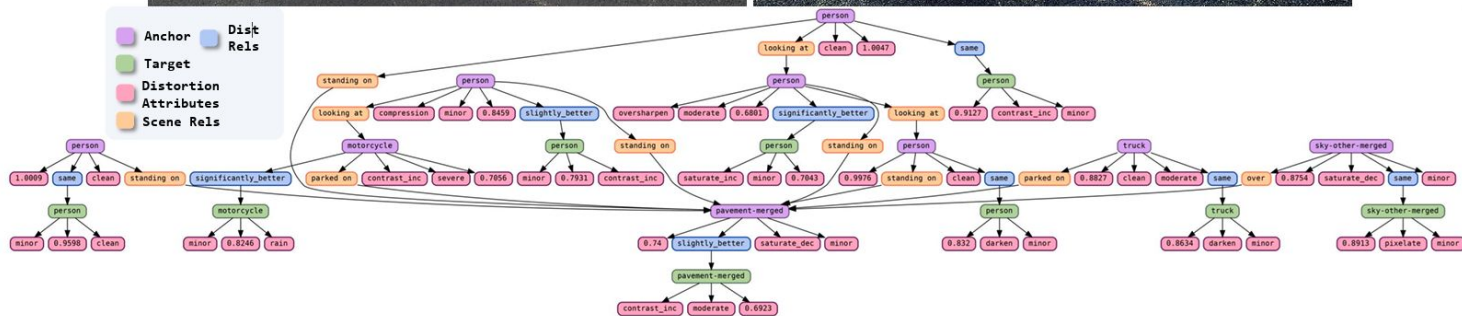 person
Anchor
Dist
Rels
looking at clean 1.0047 same
Target
standing on person person person
Distortion
Attributes
looking at compression minor 0.8459 slightly_better oversharpen moderate 0.6801 significantly_better looking at 0.9127 contrast_inc minor
Scene Rels
person motorcycle person standing on person standing on person truck sky-other-merged
1.0009 same clean standing on significantly_better parked on contrast_inc severe 0.7056 minor 0.7931 contrast_inc saturate_inc minor 0.7043 0.9976 standing on clean same parked on 0.8827 clean moderate same over 0.8754 saturate_dec same minor
person motorcycle pavement-merged person truck sky-other-merged
minor 0.9598 clean minor 0.8246 rain 0.74 slightly_better saturate_dec minor 0.832 darken minor 0.8634 darken minor 0.8913 pixelate minor
pavement-merged
contrast_inc moderate 0.6923